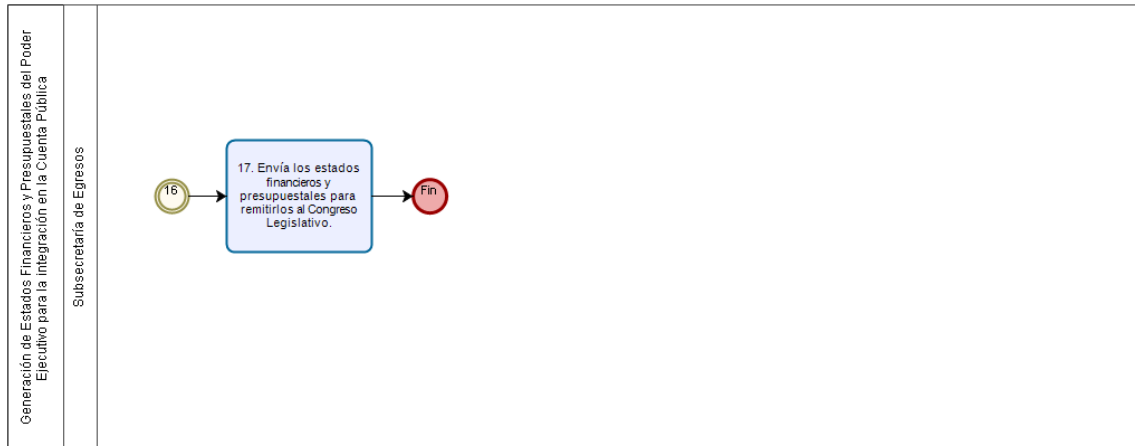 Generación de Estados Financieros y Presupuestales del Poder
Ejecutivo para la integración en la Cuenta Pública
Subsecretaría de Egresos
16
17. Envía los estados
financieros y
presupuestales para
remitirlos al Congreso
Legislativo.
Fin